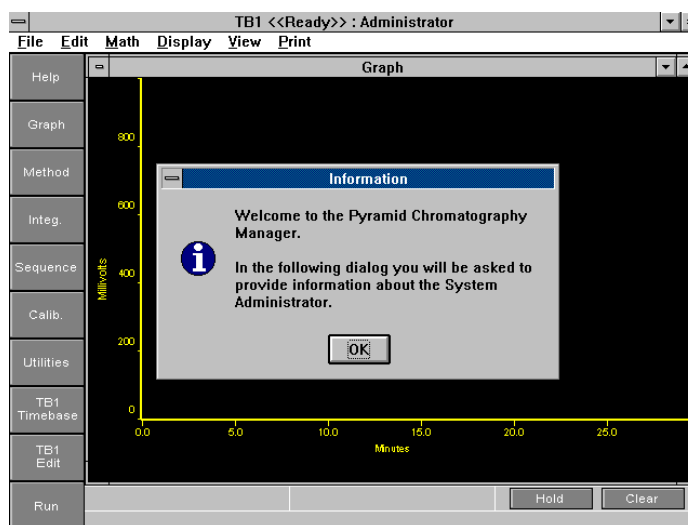 TB1 <<Ready>> : Administrator
File Edit Math Display View Print
Help
Graph
Method
Integ.
Sequence
Calib.
Utilities
TB1
Timebase
TB1
Edit
Run
Graph
800
600
400
200
0
Millivolts
0.0 5.0 10.0 15.0 20.0 25.0
Minutes
Information
Welcome to the Pyramid Chromatography
Manager.
In the following dialog you will be asked to
provide information about the System
Administrator.
OK
Hold Clear